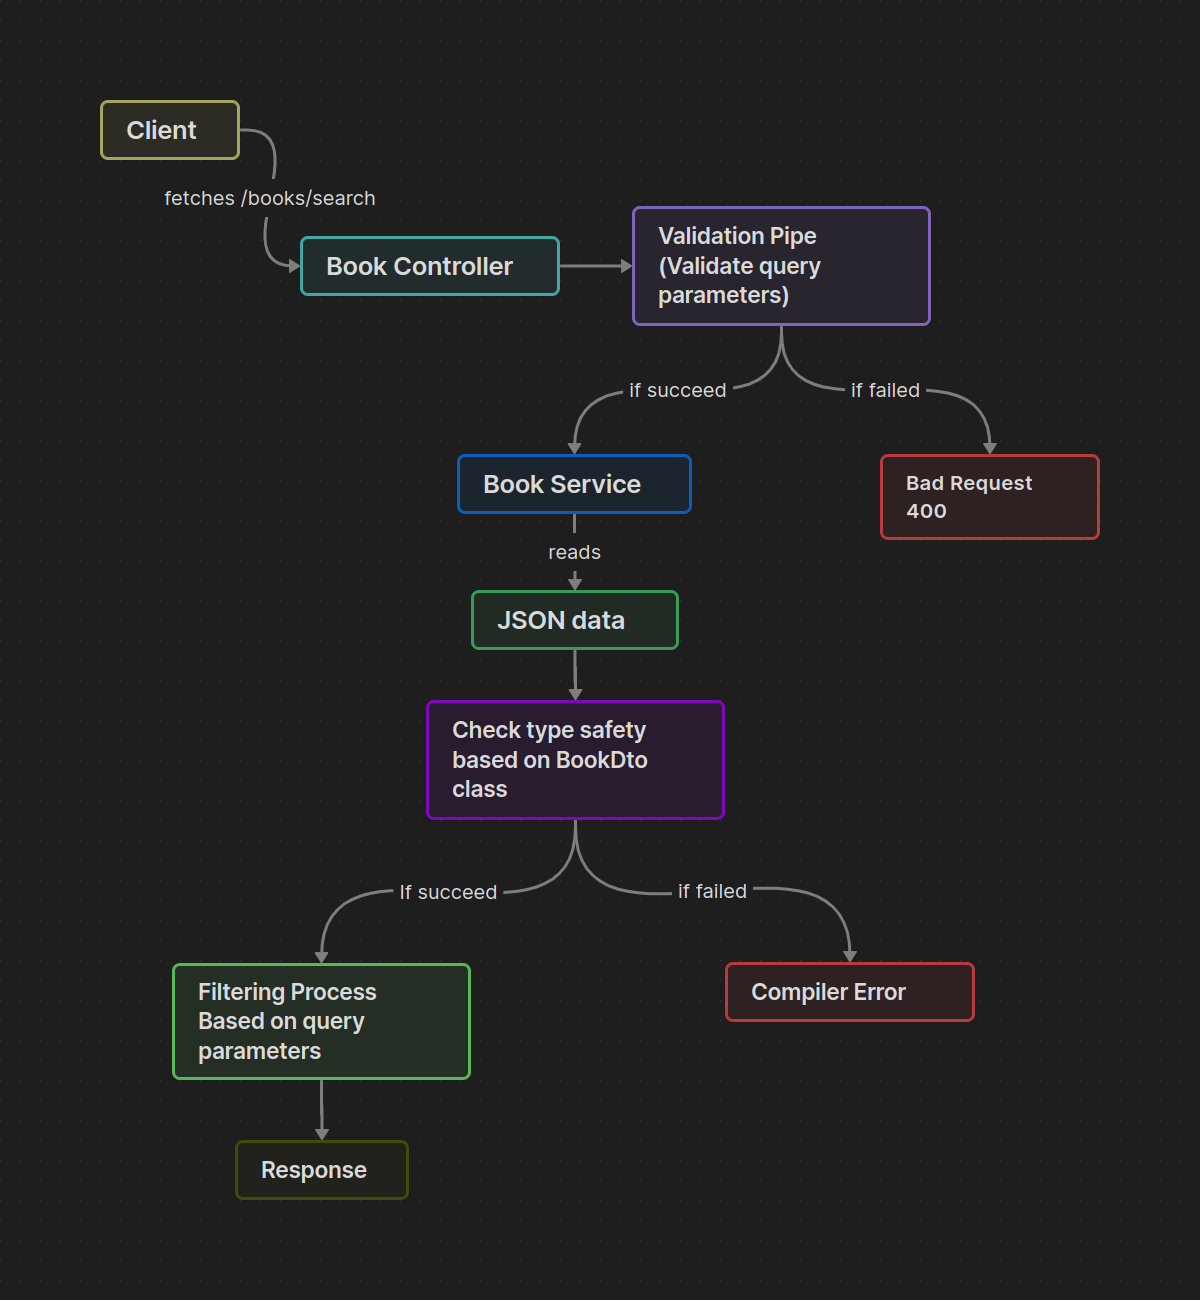 Client
fetches /books/search
Book Controller
Validation Pipe
(Validate query
parameters)
if succeed
if failed
Book Service
Bad Request
400
reads
JSON data
Check type safety
based on BookDto
class
If succeed
if failed
Filtering Process
Based on query
parameters
Compiler Error
Response